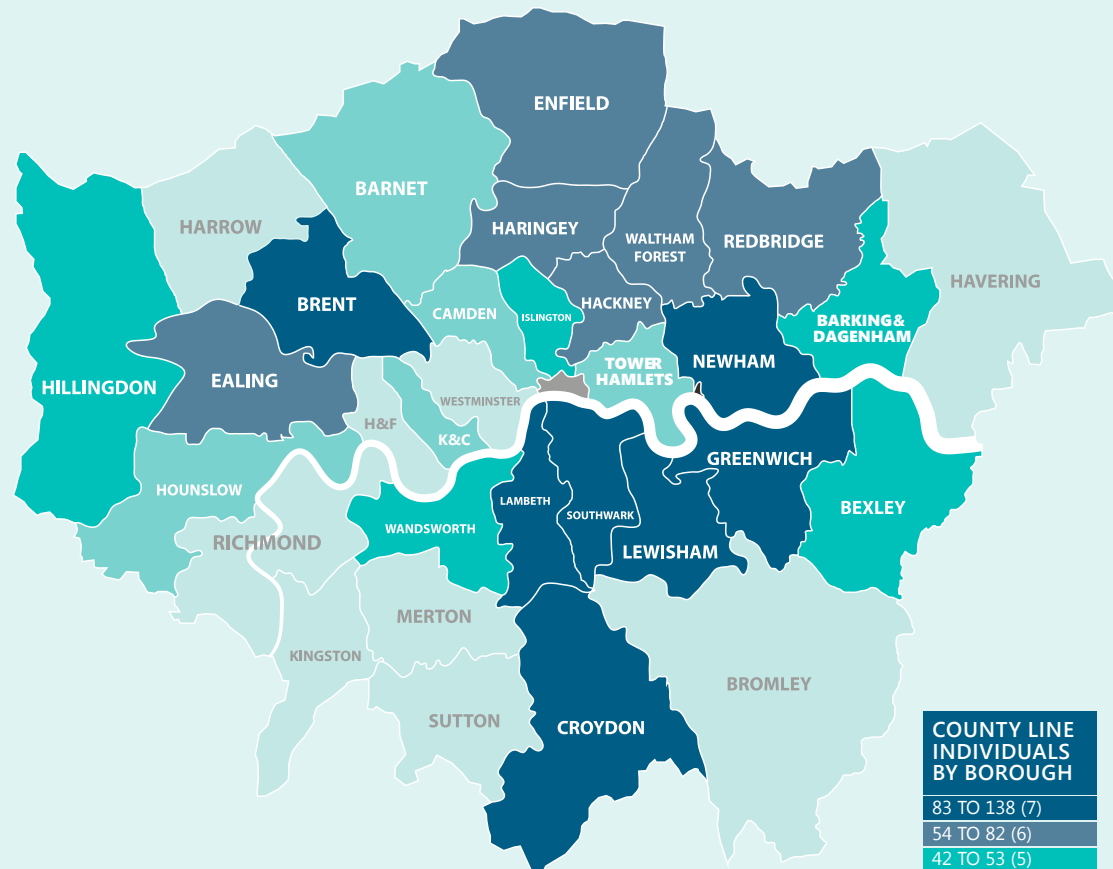 ENFIELD
BARNET
HARROW
HARINGEY
WALTHAM
FOREST
REDBRIDGE
HAVERING
BRENT
CAMDEN
ISLINGTON
HACKNEY
BARKING&
DAGENHAM
HILLINGDON
EALING
TOWER
HAMLETS
NEWHAM
WESTMINSTER
H&F
K&C
HOUNSLOW
GREENWICH
RICHMOND
WANDSWORTH
LAMBETH
SOUTHWARK
LEWISHAM
BEXLEY
MERTON
KINGSTON
BROMLEY
SUTTON
CROYDON
COUNTY LINE
INDIVIDUALS
BY BOROUGH
83 TO 138 (7)
54 TO 82 (6)
42 TO 53 (5)